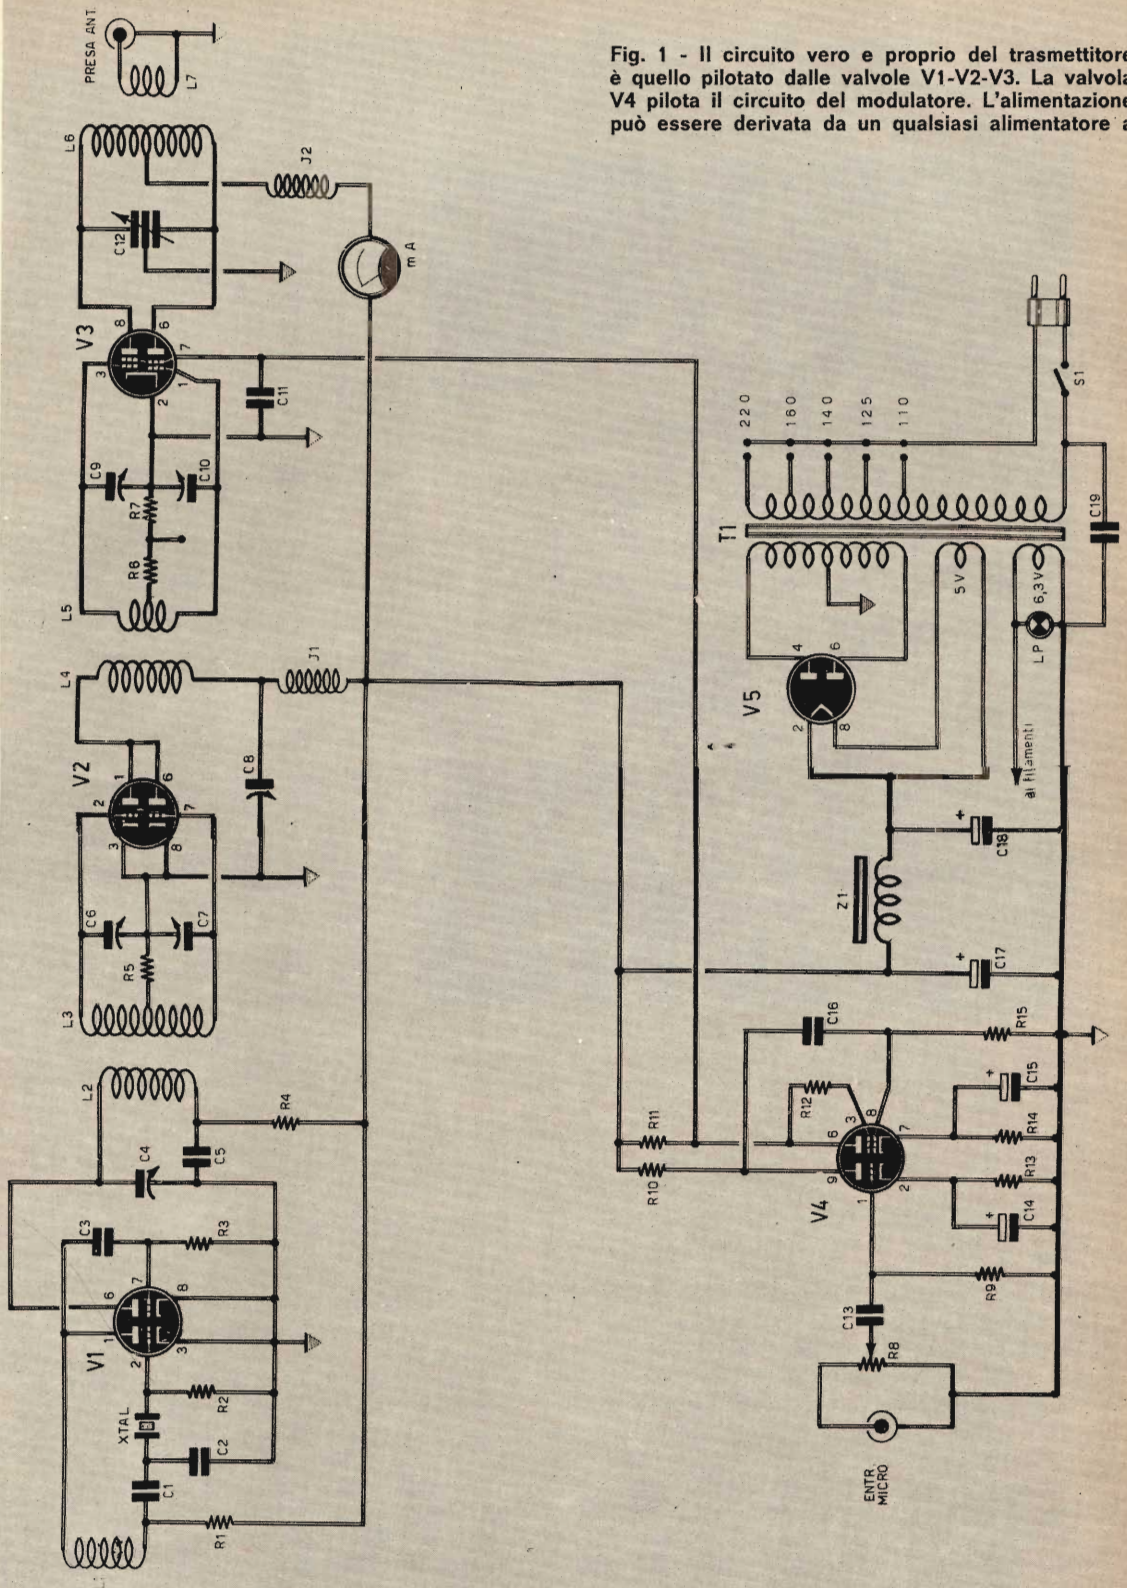 Fig. 1 - Il circuito vero e proprio del trasmettitore
è quello pilotato dalle valvole V1-V2-V3. La valvola
V4 pilota il circuito del modulatore. L'alimentazione
può essere derivata da un qualsiasi alimentatore a
PRESA ANT.
L7
L6
C12
J2
mA
V3
8
6
3
7
1
2
C11
C9
C10
R7
R6
L5
L4
J1
V2
1
6
2
7
3
8
C8
C6
C7
R5
L3
L2
R4
C4
C5
C3
R3
6
7
1
8
V1
2
3
XTAL
R2
C2
C1
R1
S1
220
160
140
125
110
C19
T1
5V
6,3V
LP
4
6
V5
2
8
ai filamenti
+
C18
Z1
+
C17
C16
R15
R12
3
8
+
C15
R11
6
7
R14
R10
9
2
R13
V4
1
+
C14
R9
C13
R8
ENTR.
MICRO